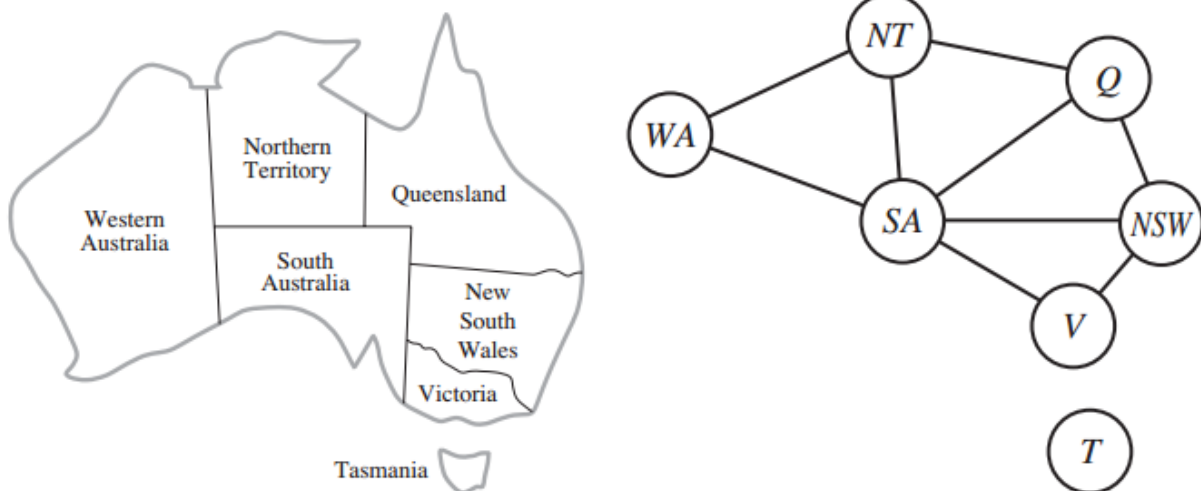 Northern
Territory
Western
Australia
Queensland
South
Australia
New
South
Wales
Victoria
Tasmania
NT
Q
WA
SA
NSW
V
T